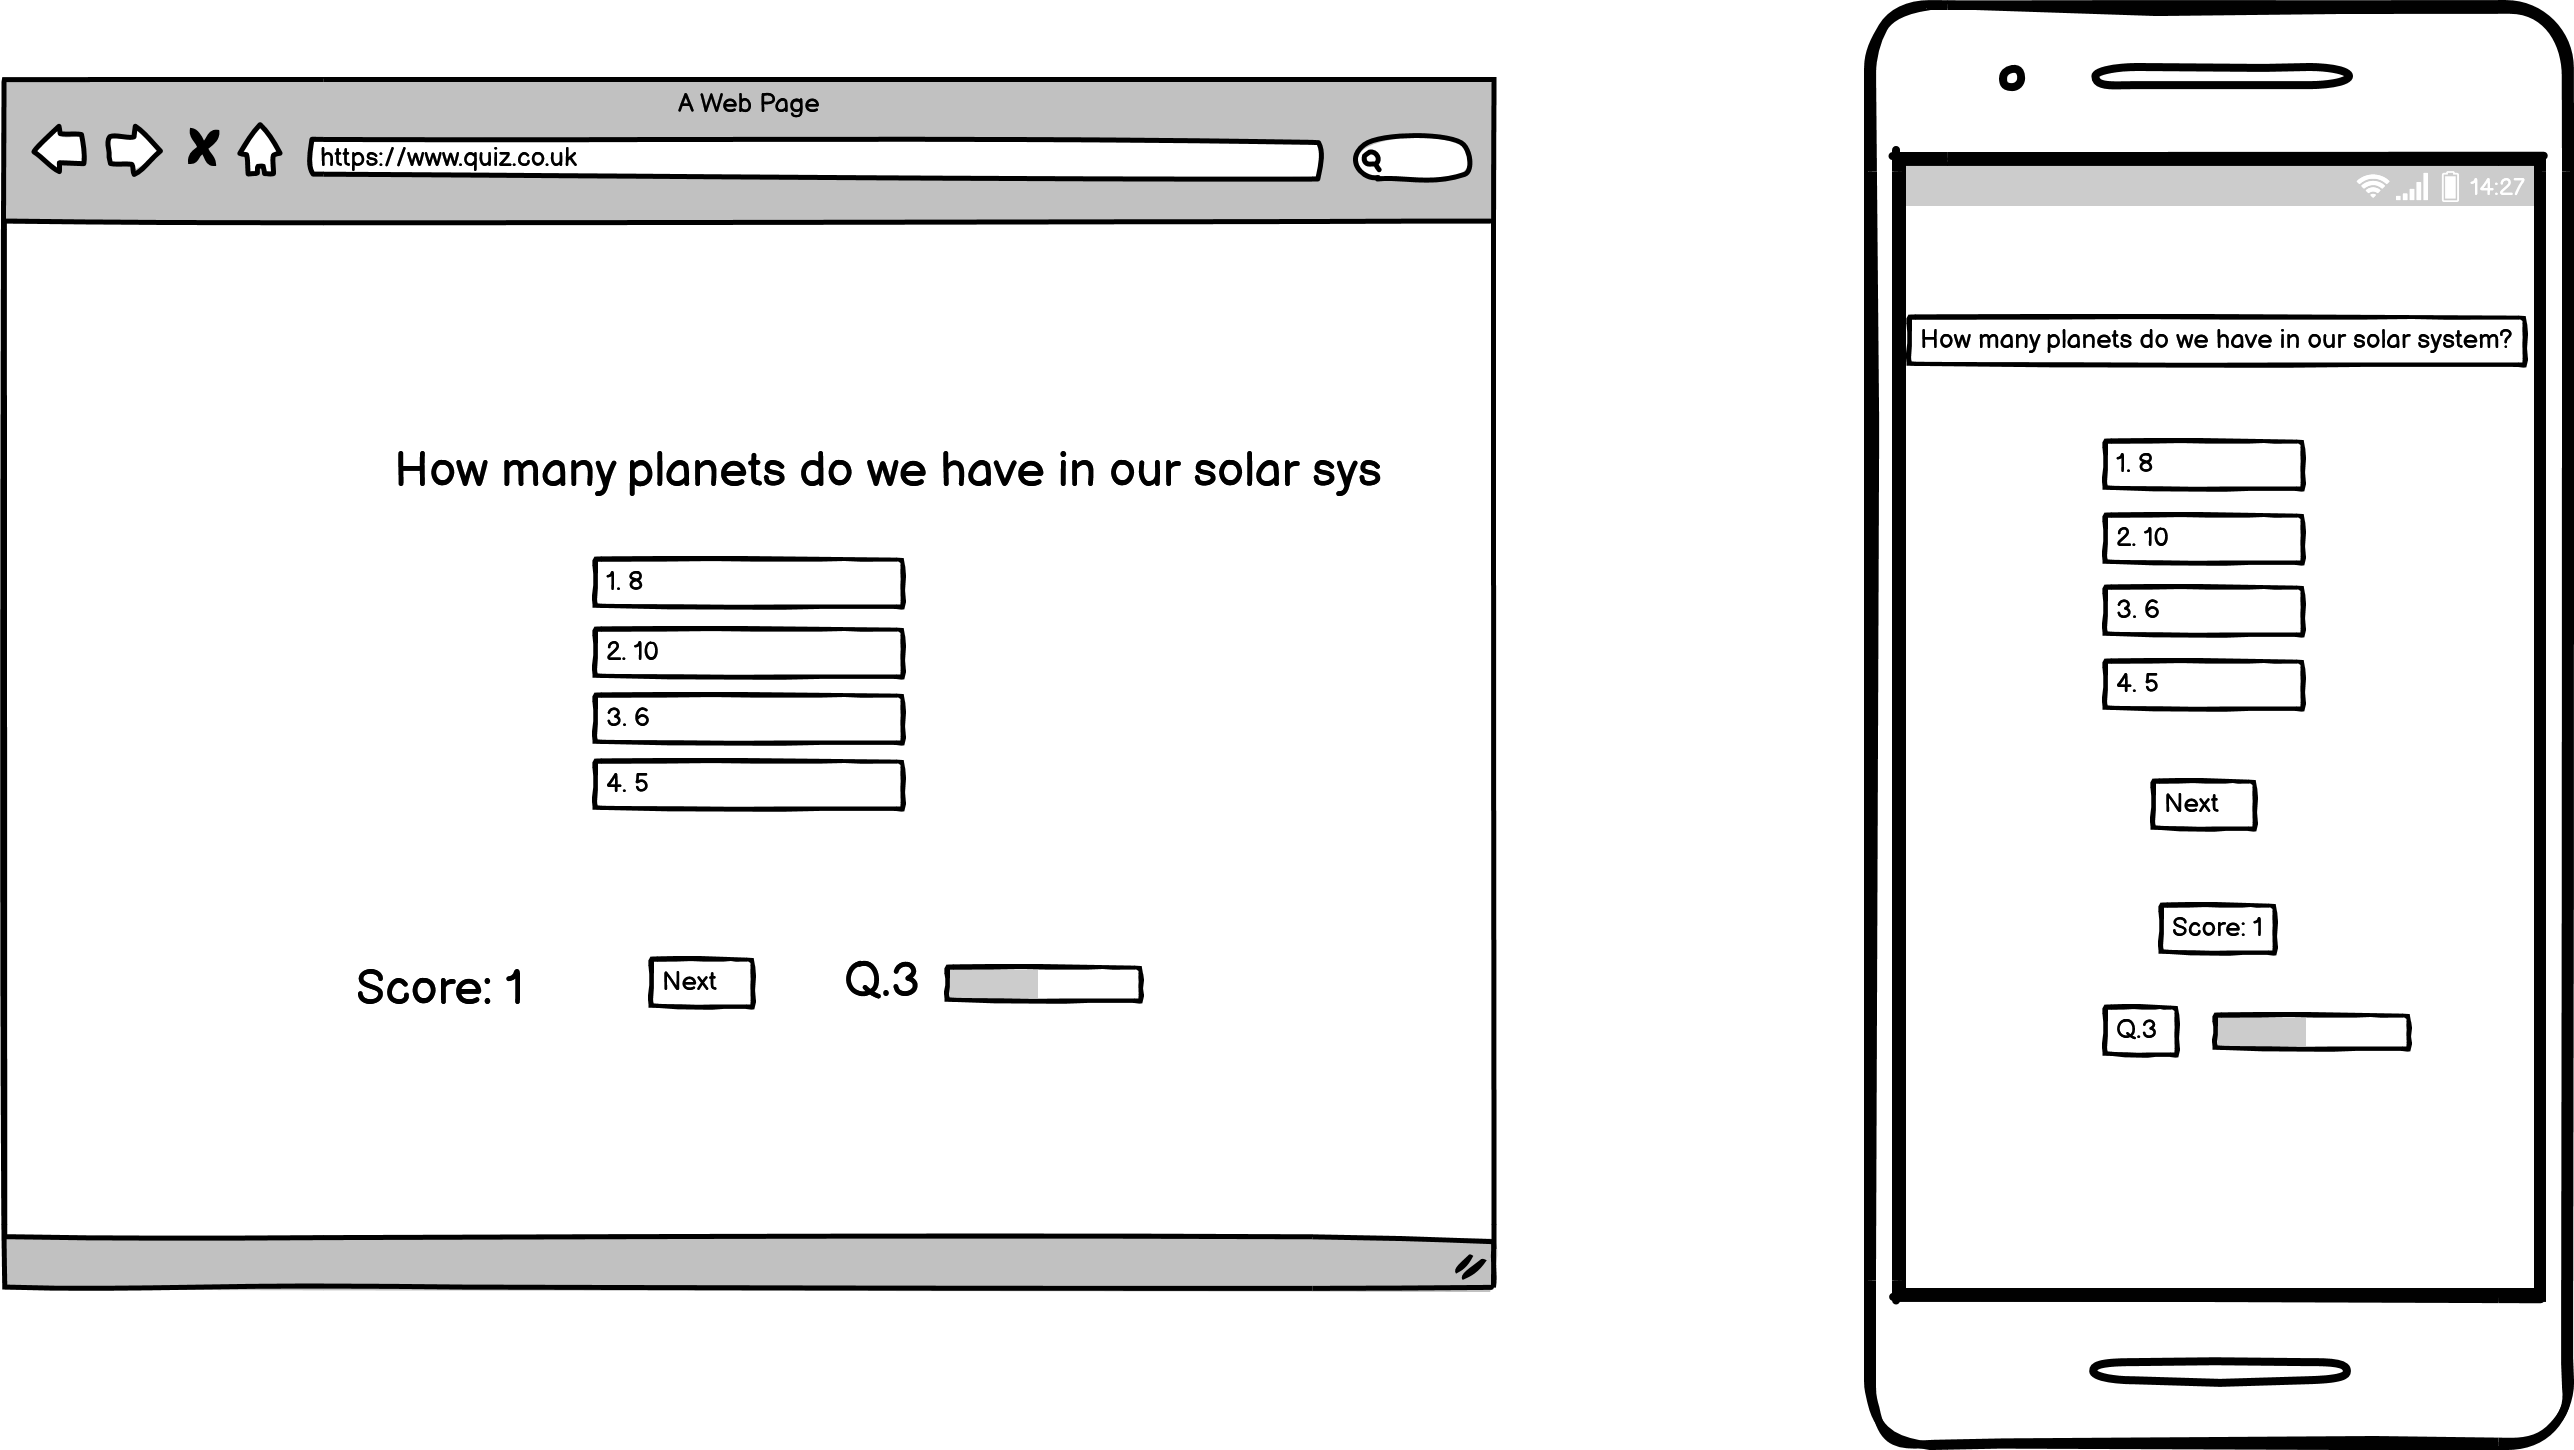 A Web Page
https://www.quiz.co.uk
How many planets do we have in our solar sys
1. 8
2. 10
3. 6
4. 5
Score: 1
Next
Q.3
14:27
How many planets do we have in our solar system?
1. 8
2. 10
3. 6
4. 5
Next
Score: 1
Q.3